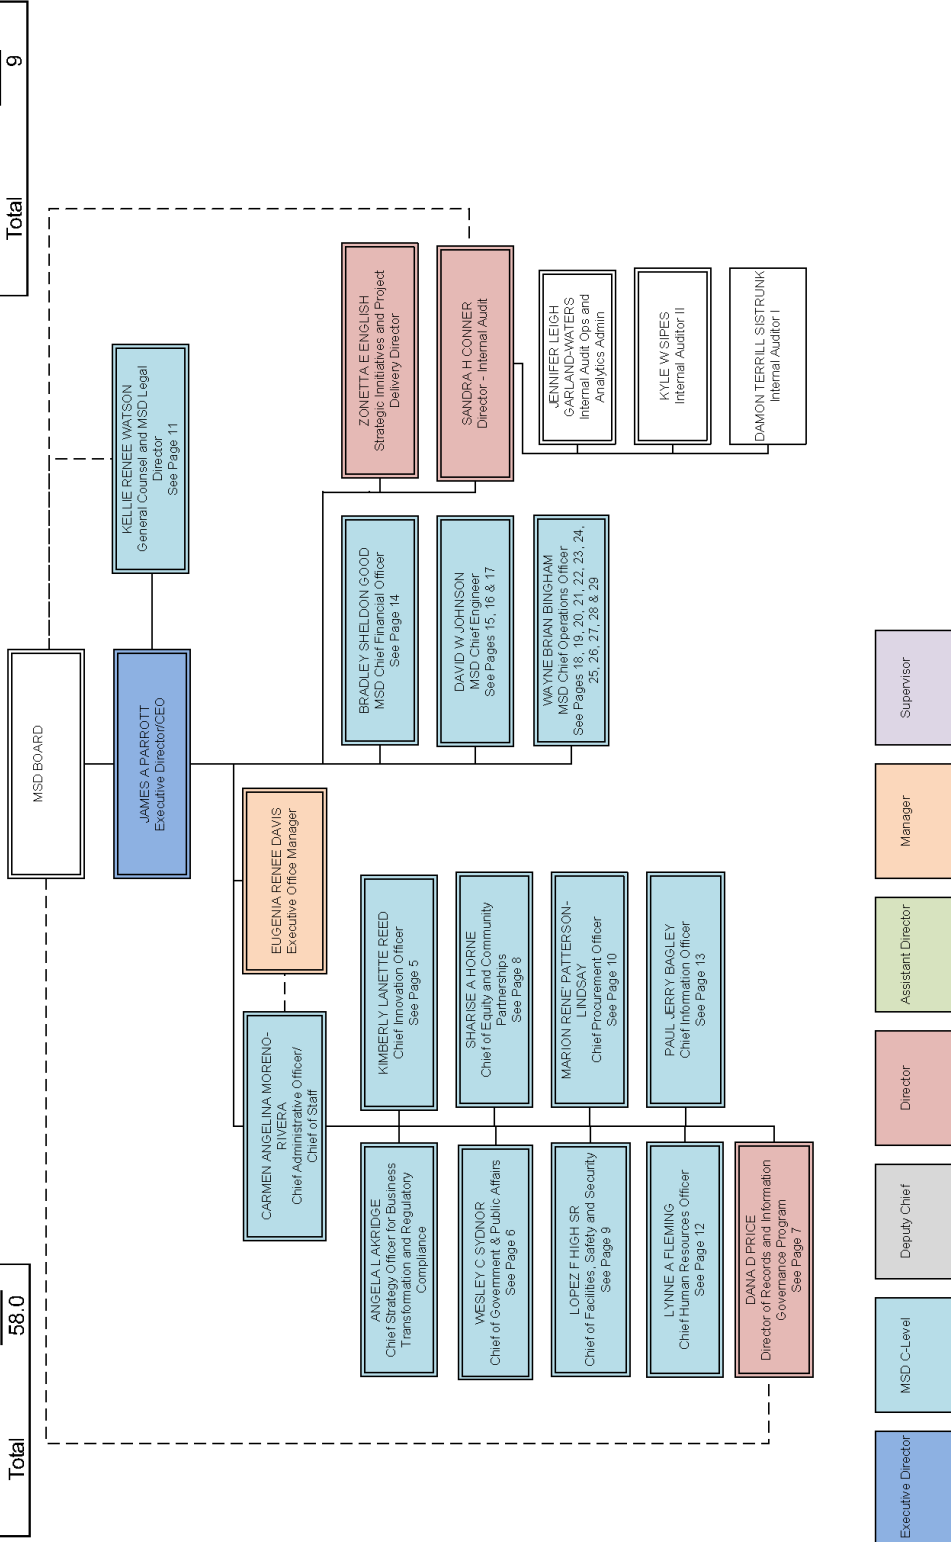 Total
58.0
Total
9
MSD BOARD
JAMES A PARROTT
Executive Director/CEO
KELLIE RENEE WATSON
General Counsel and MSD Legal
Director
See Page 11
CARMEN ANGELINA MORENO-
RIVERA
Chief Administrative Officer/
Chief of Staff
EUGENIA RENEE DAVIS
Executive Office Manager
ANGELA L AKRIDGE
Chief Strategy Officer for Business
Transformation and Regulatory
Compliance
KIMBERLY LANETTE REED
Chief Innovation Officer
See Page 5
WESLEY C SYDNOR
Chief of Government & Public Affairs
See Page 6
SHARISE A HORNE
Chief of Equity and Community
Partnerships
See Page 8
LOPEZ F HIGH SR
Chief of Facilities, Safety and Security
See Page 9
MARION RENE' PATTERSON-
LINDSAY
Chief Procurement Officer
See Page 10
LYNNE A FLEMING
Chief Human Resources Officer
See Page 12
PAUL JERRY BAGLEY
Chief Information Officer
See Page 13
DANA D PRICE
Director of Records and Information
Governance Program
See Page 7
BRADLEY SHELDON GOOD
MSD Chief Financial Officer
See Page 14
DAVID W JOHNSON
MSD Chief Engineer
See Pages 15, 16 & 17
WAYNE BRIAN BINGHAM
MSD Chief Operations Officer
See Pages 18, 19, 20, 21, 22, 23, 24,
25, 26, 27, 28 & 29
ZONETTA E ENGLISH
Strategic Innitiatives and Project
Delivery Director
SANDRA H CONNER
Director - Internal Audit
JENNIFER LEIGH
GARLAND-WATERS
Internal Audit Ops and
Analytics Admin
KYLE W SIPES
Internal Auditor II
DAMON TERRILL SISTRUNK
Internal Auditor I
Executive Director
MSD C-Level
Deputy Chief
Director
Assistant Director
Manager
Supervisor